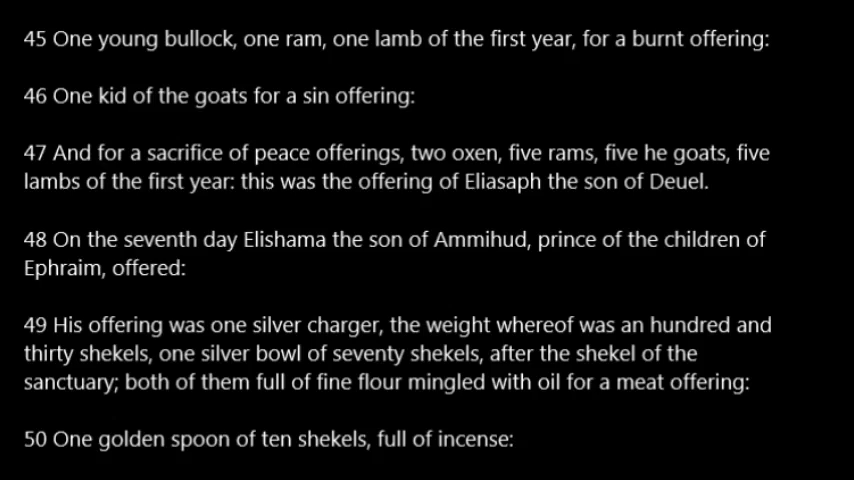 45 One young bullock, one ram, one lamb of the first year, for a burnt offering:
46 One kid of the goats for a sin offering:
47 And for a sacrifice of peace offerings, two oxen, five rams, five he goats, five
lambs of the first year: this was the offering of Eliasaph the son of Deuel.
48 On the seventh day Elishama the son of Ammihud, prince of the children of
Ephraim, offered:
49 His offering was one silver charger, the weight whereof was an hundred and
thirty shekels, one silver bowl of seventy shekels, after the shekel of the
sanctuary; both of them full of fine flour mingled with oil for a meat offering:
50 One golden spoon of ten shekels, full of incense: